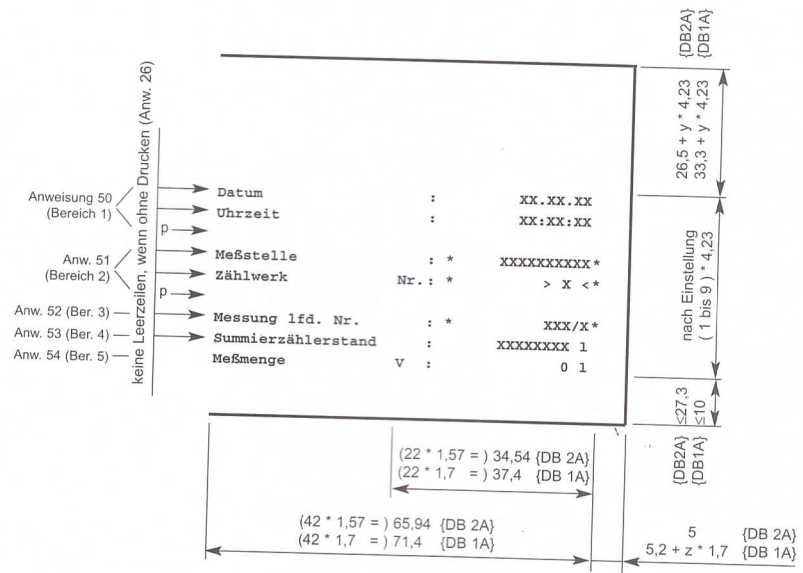 {DB2A}
{DB1A}
26,5 + y * 4,23
33,3 + y * 4,23
keine Leerzeilen, wenn ohne Drucken (Anw. 26)
Anweisung 50
(Bereich 1)
Datum : XX.XX.XX
Uhrzeit : XX:XX:XX
p
Anw. 51
(Bereich 2)
Meßstelle : * XXXXXXXXXX*
Zählwerk Nr.: * > X <*
p
nach Einstellung
( 1 bis 9 ) * 4,23
Anw. 52 (Ber. 3)
Messung lfd. Nr. : * XXX/X*
Anw. 53 (Ber. 4)
Summierzählerstand : XXXXXXXX l
Anw. 54 (Ber. 5)
Meßmenge V : 0 l
≤27,3
≤10
{DB2A}
{DB1A}
(22 * 1,57 = ) 34,54 {DB 2A}
(22 * 1,7 = ) 37,4 {DB 1A}
(42 * 1,57 = ) 65,94 {DB 2A}
(42 * 1,7 = ) 71,4 {DB 1A}
5 {DB 2A}
5,2 + z * 1,7 {DB 1A}